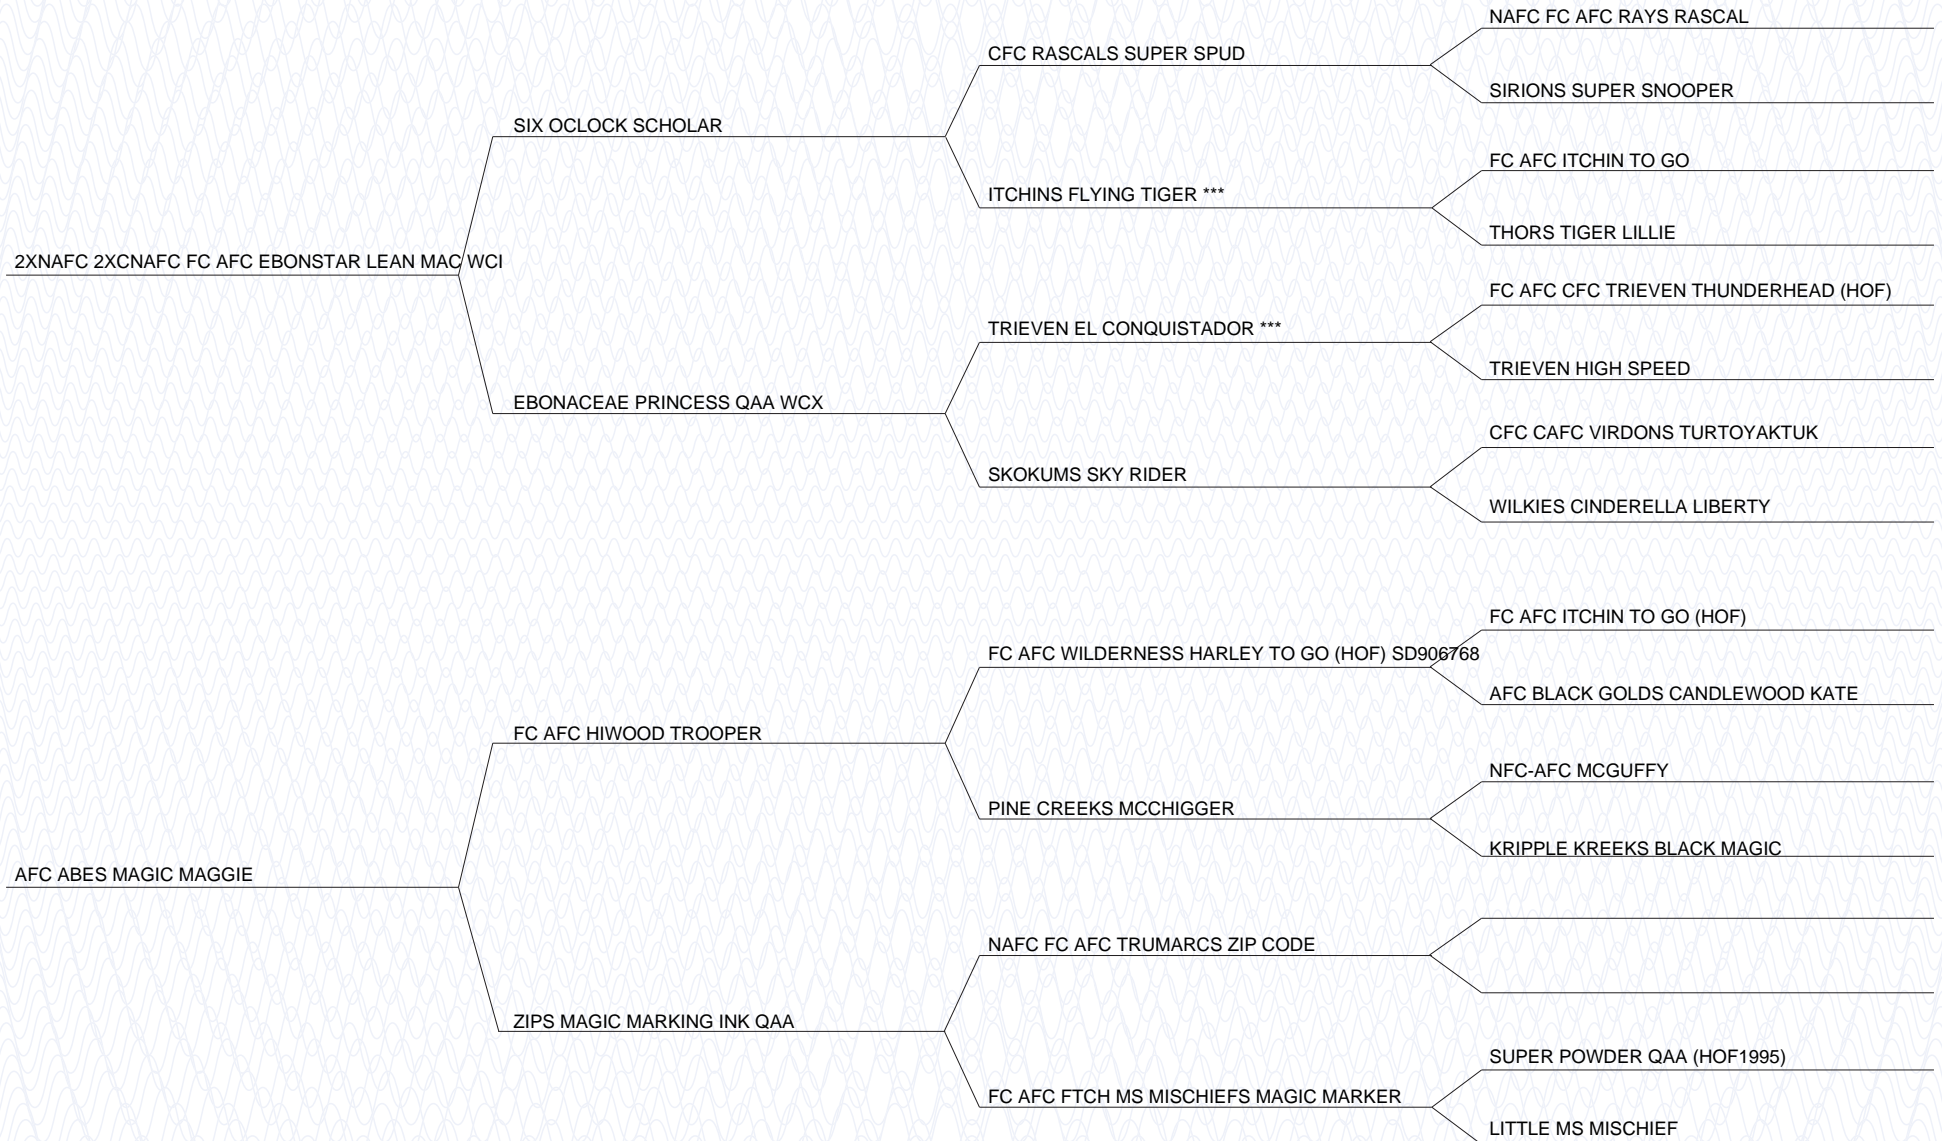 NAFC FC AFC RAYS RASCAL
CFC RASCALS SUPER SPUD
SIRIONS SUPER SNOOPER
SIX OCLOCK SCHOLAR
FC AFC ITCHIN TO GO
ITCHINS FLYING TIGER ***
THORS TIGER LILLIE
2XNAFC 2XCNAFC FC AFC EBONSTAR LEAN MAC WCI
FC AFC CFC TRIEVEN THUNDERHEAD (HOF)
TRIEVEN EL CONQUISTADOR ***
TRIEVEN HIGH SPEED
EBONACEAE PRINCESS QAA WCX
CFC CAFC VIRDONS TURTOYAKTUK
SKOKUMS SKY RIDER
WILKIES CINDERELLA LIBERTY
FC AFC ITCHIN TO GO (HOF)
FC AFC WILDERNESS HARLEY TO GO (HOF) SD906768
AFC BLACK GOLDS CANDLEWOOD KATE
FC AFC HIWOOD TROOPER
NFC-AFC MCGUFFY
PINE CREEKS MCCHIGGER
KRIPPLE KREEKS BLACK MAGIC
AFC ABES MAGIC MAGGIE
NAFC FC AFC TRUMARCS ZIP CODE
ZIPS MAGIC MARKING INK QAA
SUPER POWDER QAA (HOF1995)
FC AFC FTCH MS MISCHIEFS MAGIC MARKER
LITTLE MS MISCHIEF